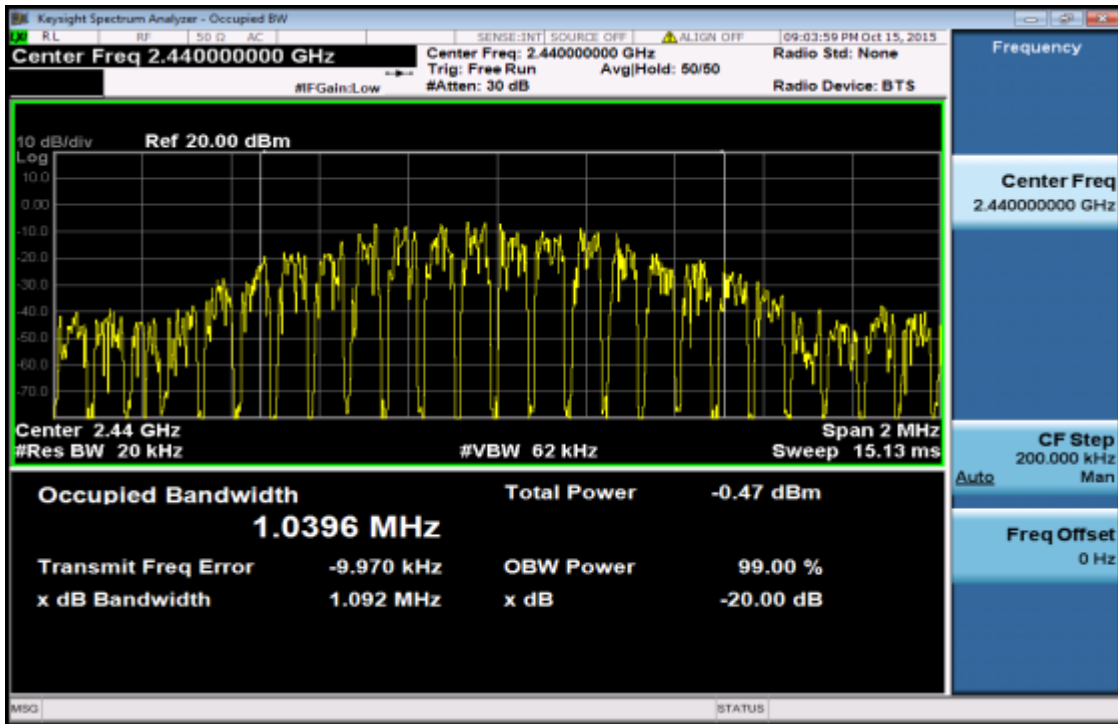 Keysight Spectrum Analyzer - Occupied BW
LXI RL RF 50 Ω AC SENSE:INT SOURCE OFF ALIGN OFF 09:03:59 PM Oct 15, 2015
Center Freq 2.440000000 GHz
Center Freq: 2.440000000 GHz
Radio Std: None
Trig: Free Run Avg|Hold: 50/50
#IFGain:Low
#Atten: 30 dB
Radio Device: BTS
10 dB/div Ref 20.00 dBm
Log
10.0
0.00
-10.0
-20.0
-30.0
-40.0
-50.0
-60.0
-70.0
Center 2.44 GHz
Span 2 MHz
#Res BW 20 kHz
#VBW 62 kHz
Sweep 15.13 ms
Occupied Bandwidth
Total Power -0.47 dBm
1.0396 MHz
Transmit Freq Error -9.970 kHz
OBW Power 99.00 %
x dB Bandwidth 1.092 MHz
x dB -20.00 dB
MSG
STATUS
Frequency
Center Freq
2.440000000 GHz
CF Step
200.000 kHz
Auto Man
Freq Offset
0 Hz